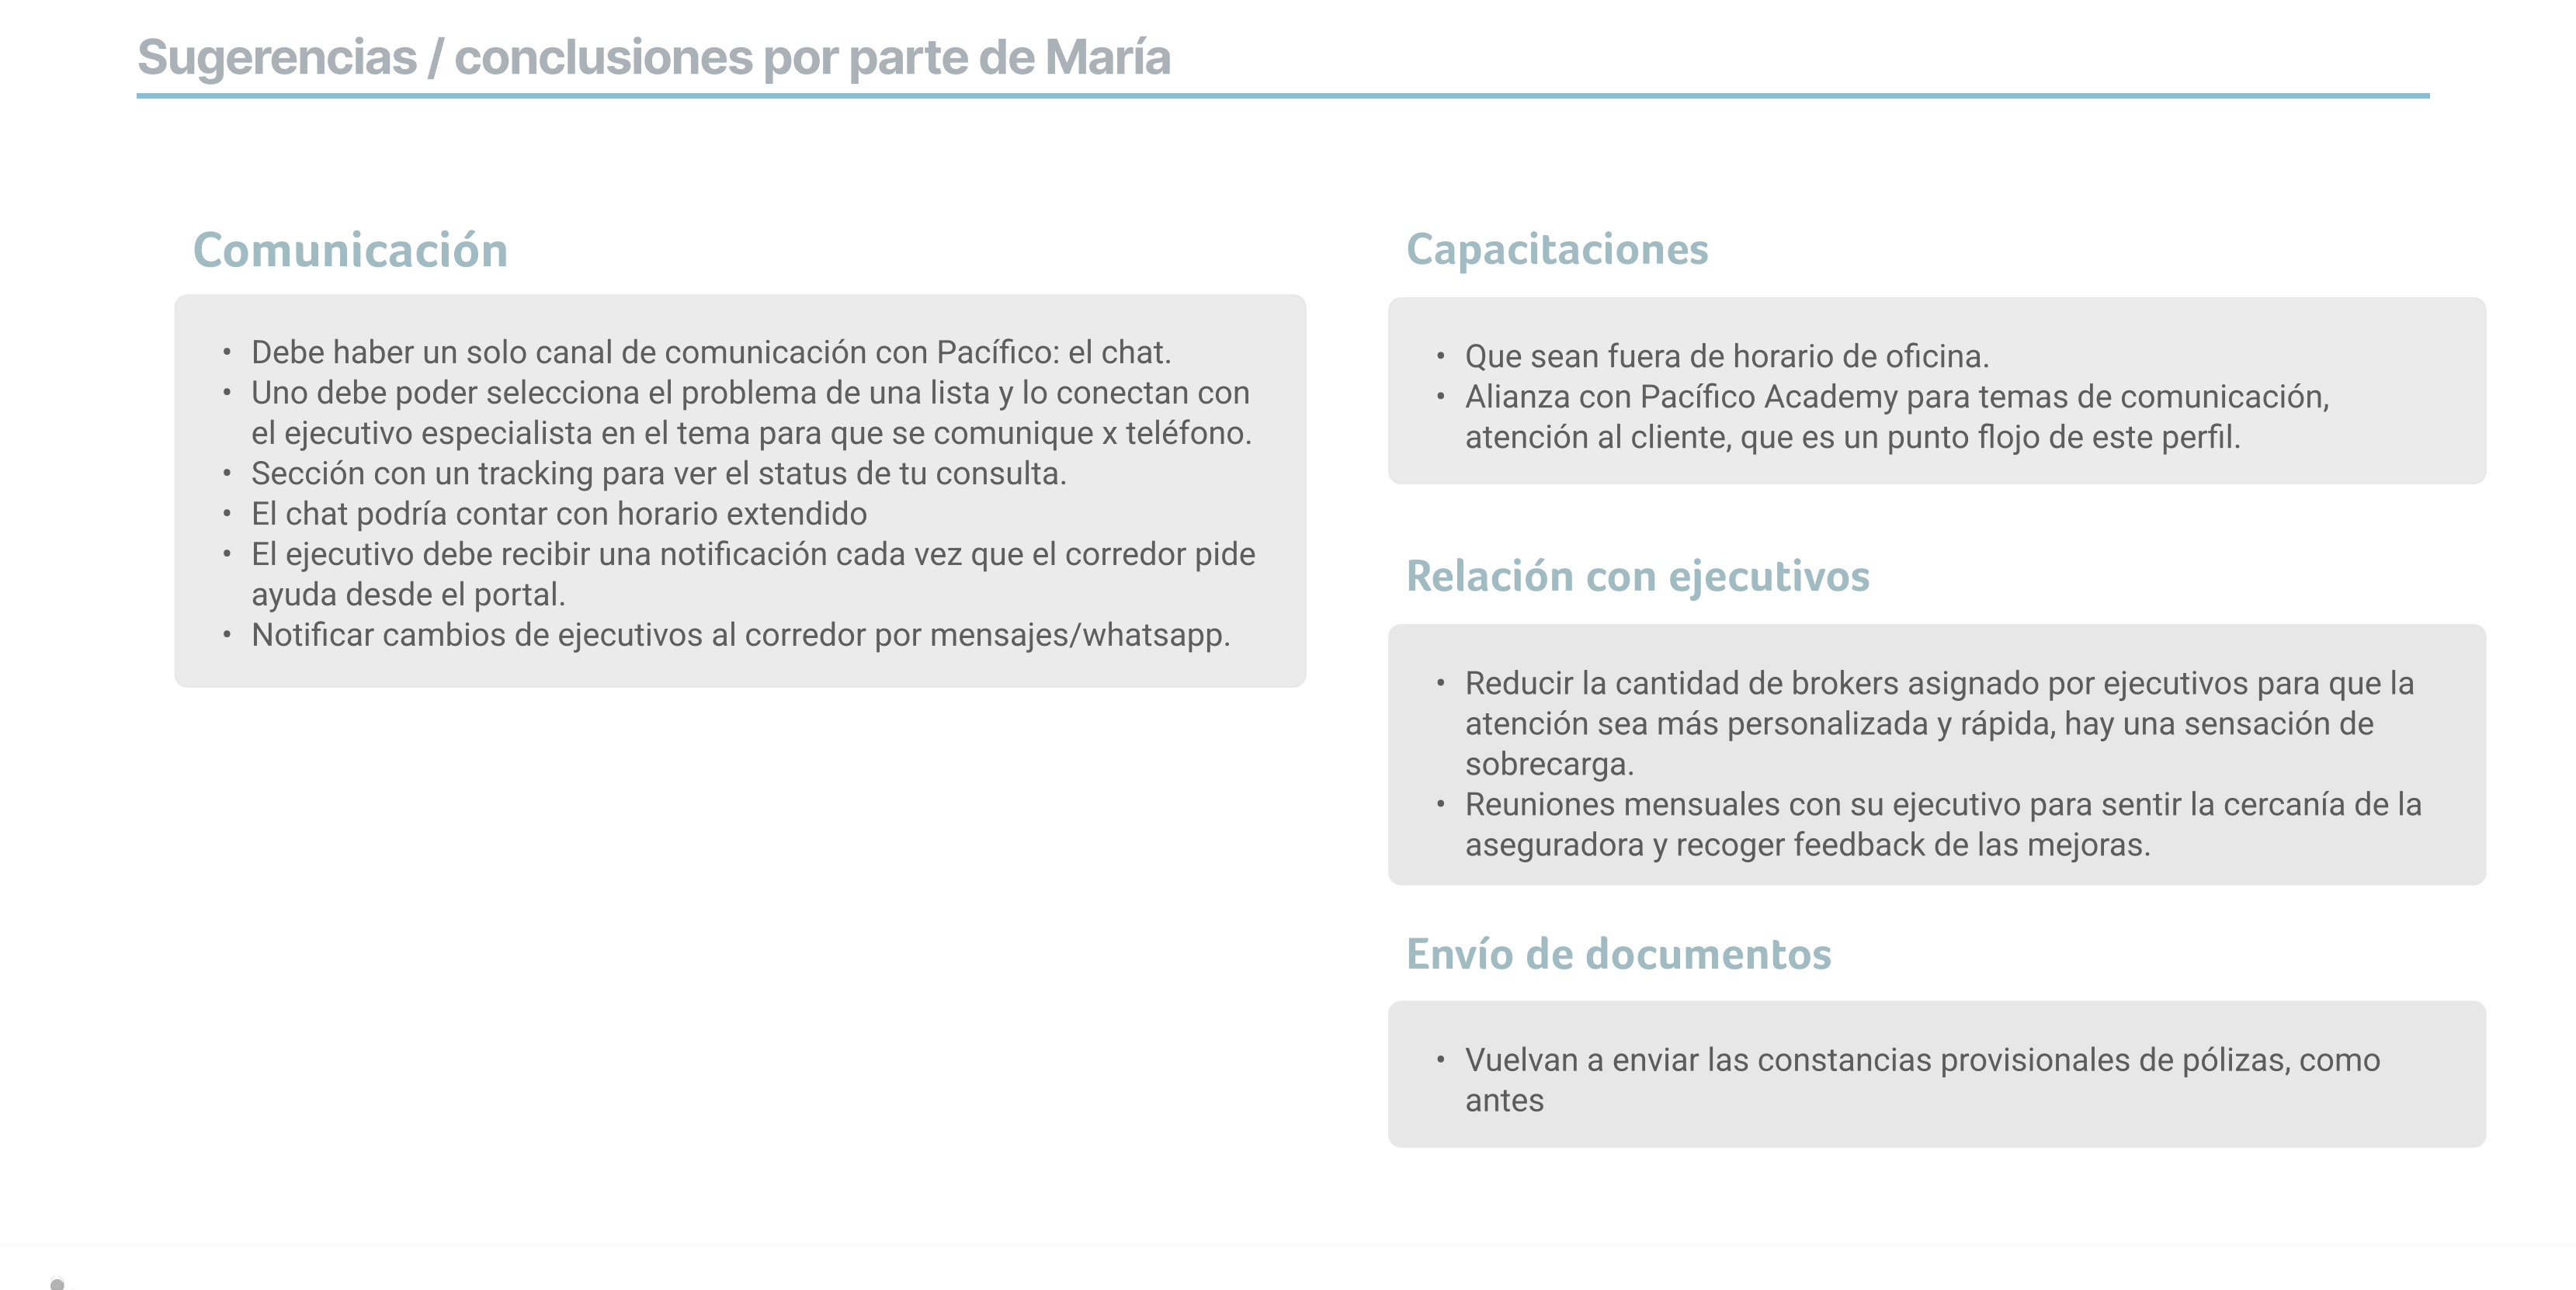 Sugerencias / conclusiones por parte de María
Comunicación
• Debe haber un solo canal de comunicación con Pacífico: el chat.
• Uno debe poder selecciona el problema de una lista y lo conectan con
el ejecutivo especialista en el tema para que se comunique x teléfono.
• Sección con un tracking para ver el status de tu consulta.
• El chat podría contar con horario extendido
• El ejecutivo debe recibir una notificación cada vez que el corredor pide
ayuda desde el portal.
• Notificar cambios de ejecutivos al corredor por mensajes/whatsapp.
Capacitaciones
• Que sean fuera de horario de oficina.
• Alianza con Pacífico Academy para temas de comunicación,
atención al cliente, que es un punto flojo de este perfil.
Relación con ejecutivos
• Reducir la cantidad de brokers asignado por ejecutivos para que la
atención sea más personalizada y rápida, hay una sensación de
sobrecarga.
• Reuniones mensuales con su ejecutivo para sentir la cercanía de la
aseguradora y recoger feedback de las mejoras.
Envío de documentos
• Vuelvan a enviar las constancias provisionales de pólizas, como
antes